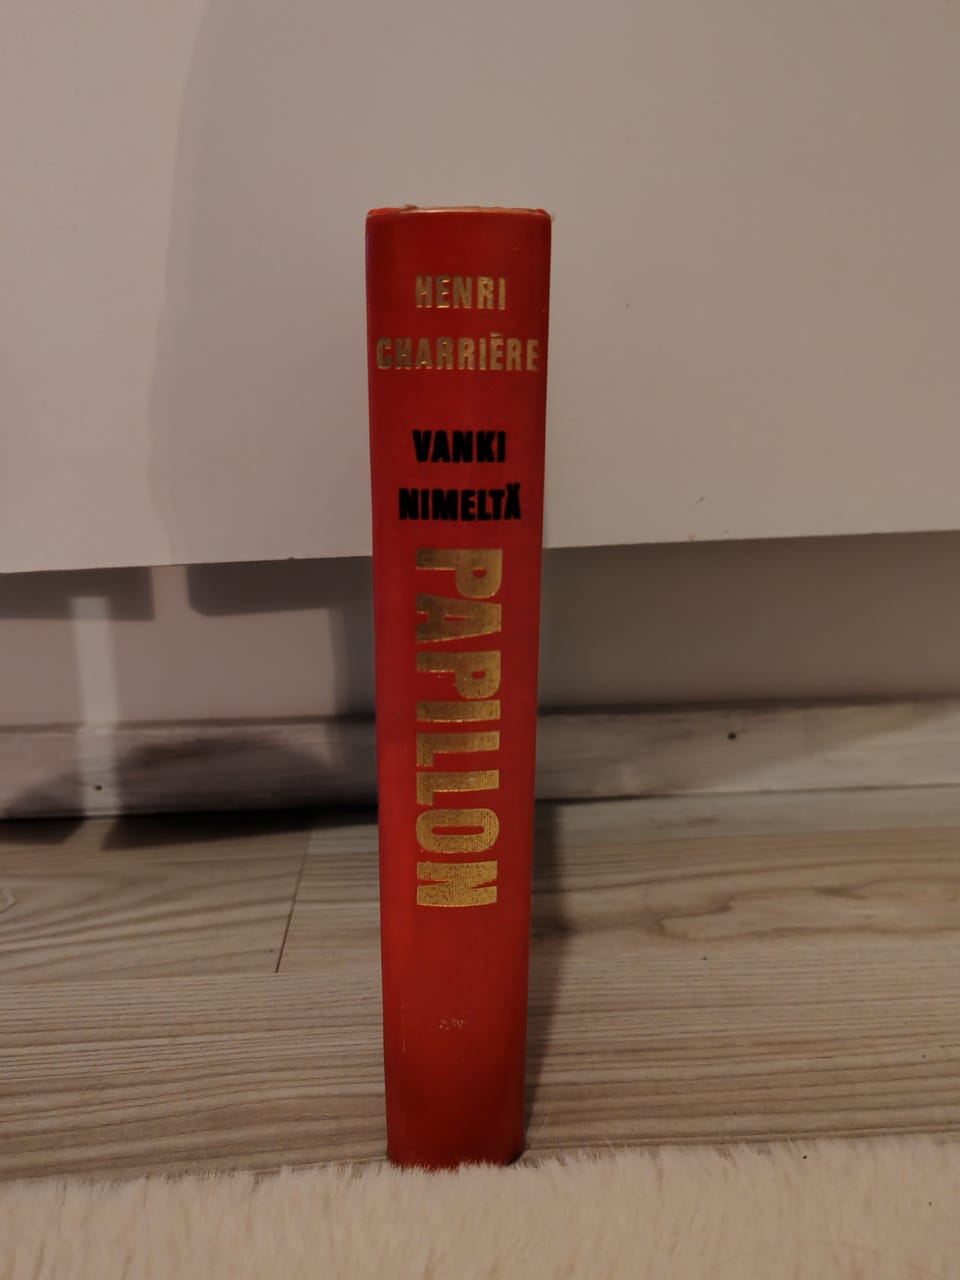 HENRI
CHARRIÈRE
VANKI
NIMELTÄ
PAPILLON